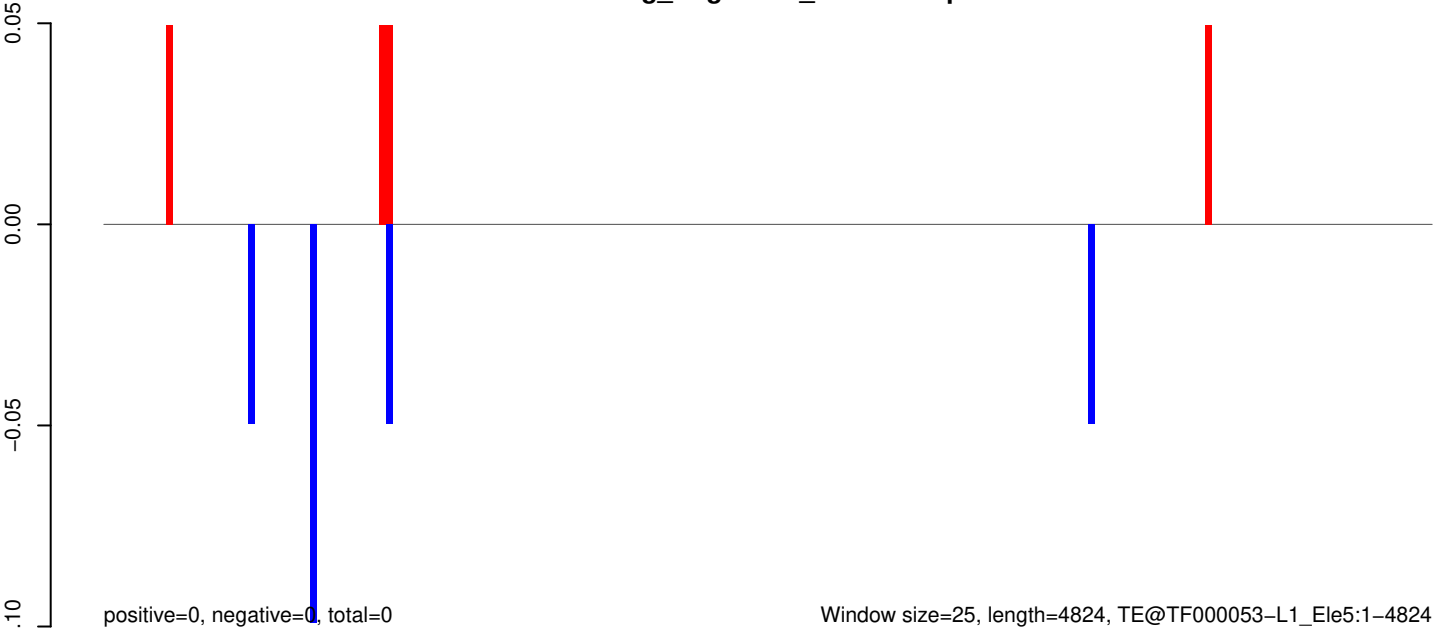 0.05
0.00
−0.05
.10
positive=0, negative=0, total=0
Window size=25, length=4824, TE@TF000053−L1_Ele5:1−4824